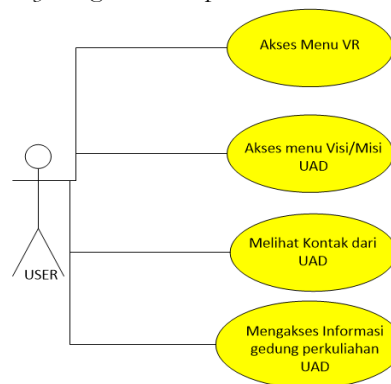 Akses Menu VR
Akses menu Visi/Misi
UAD
Melihat Kontak dari
UAD
USER
Mengakses Informasi
gedung perkuliahan
UAD